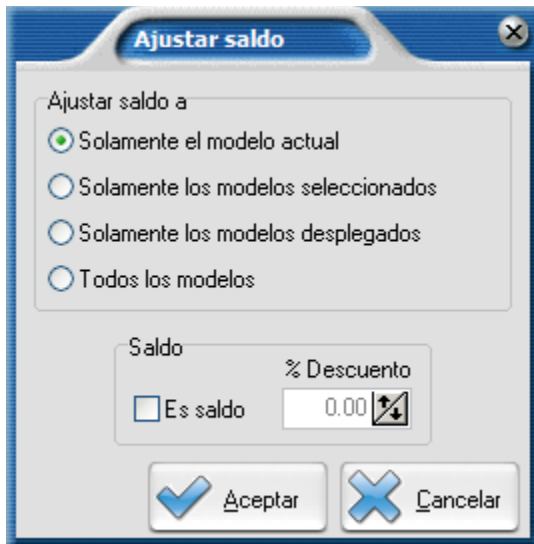 Ajustar saldo
Ajustar saldo a
Solamente el modelo actual
Solamente los modelos seleccionados
Solamente los modelos desplegados
Todos los modelos
Saldo
% Descuento
Es saldo
0.00
Aceptar
Cancelar